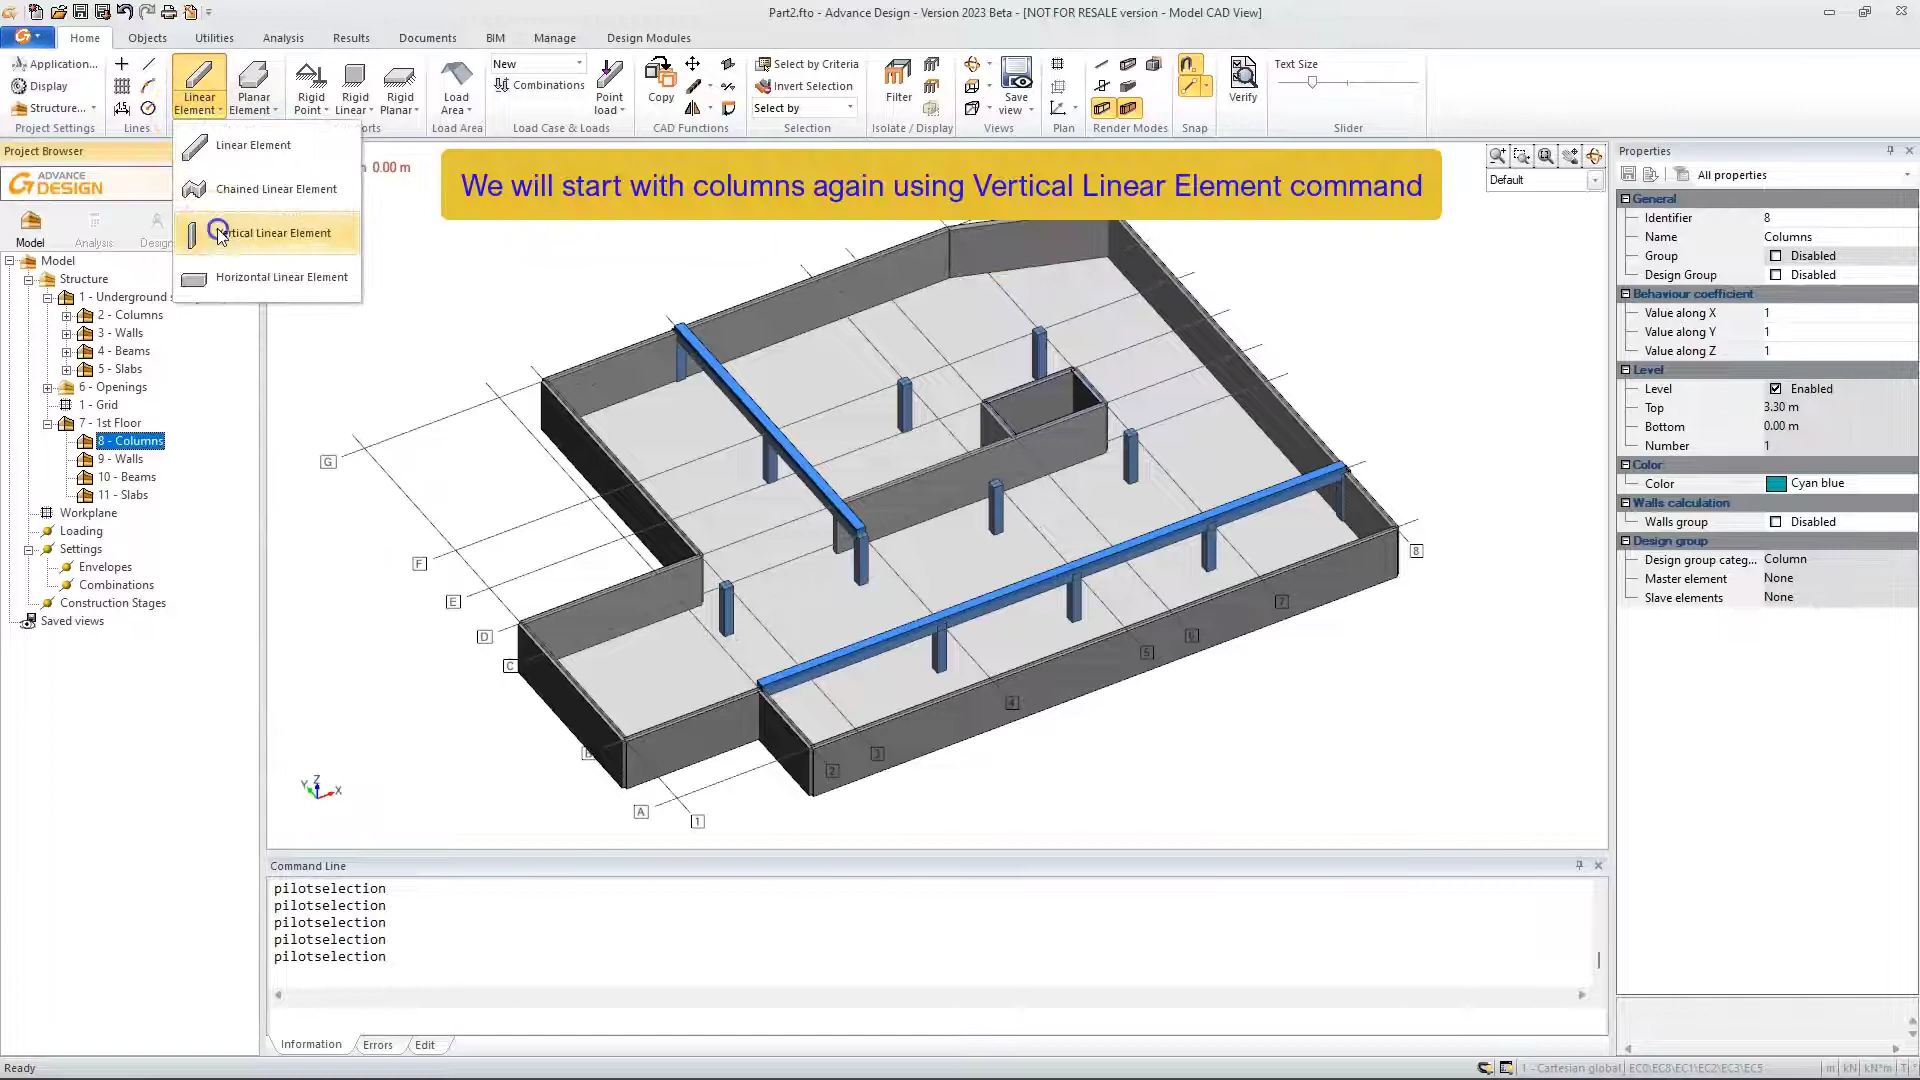 Part2.fto - Advance Design - Version 2023 Beta - [NOT FOR RESALE version - Model CAD View]
Home Objects Utilities Analysis Results Documents BIM Manage Design Modules
Application...
Display
Structure...
Project Settings
Lines
Linear Element
Planar Element
Rigid Point
Rigid Linear
Rigid Planar
Load Area
Load Area
New
Combinations
Point load
Load Case & Loads
Copy
CAD Functions
Select by Criteria
Invert Selection
Select by
Selection
Filter
Isolate / Display
Save view
Views
Plan
Render Modes
Snap
Verify
Text Size
Slider
Linear Element
Chained Linear Element
Vertical Linear Element
Horizontal Linear Element
Project Browser
ADVANCE
DESIGN
Model Analysis
Model
Structure
1 - Underground
2 - Columns
3 - Walls
4 - Beams
5 - Slabs
6 - Openings
1 - Grid
7 - 1st Floor
8 - Columns
9 - Walls
10 - Beams
11 - Slabs
Workplane
Loading
Settings
Envelopes
Combinations
Construction Stages
Saved views
0.00 m
We will start with columns again using Vertical Linear Element command
Default
G
F
E
D
C
A
1
2
3
4
5
6
7
8
Z
Y
X
Properties
All properties
General
Identifier 8
Name Columns
Group Disabled
Design Group Disabled
Behaviour coefficient
Value along X 1
Value along Y 1
Value along Z 1
Level
Level Enabled
Top 3.30 m
Bottom 0.00 m
Number 1
Color
Color Cyan blue
Walls calculation
Walls group Disabled
Design group
Design group categ... Column
Master element None
Slave elements None
Command Line
pilotselection
pilotselection
pilotselection
pilotselection
pilotselection
Information Errors Edit
Ready
1 - Cartesian global EC0\EC8\EC1\EC2\EC3\EC5 m kN kN*m T